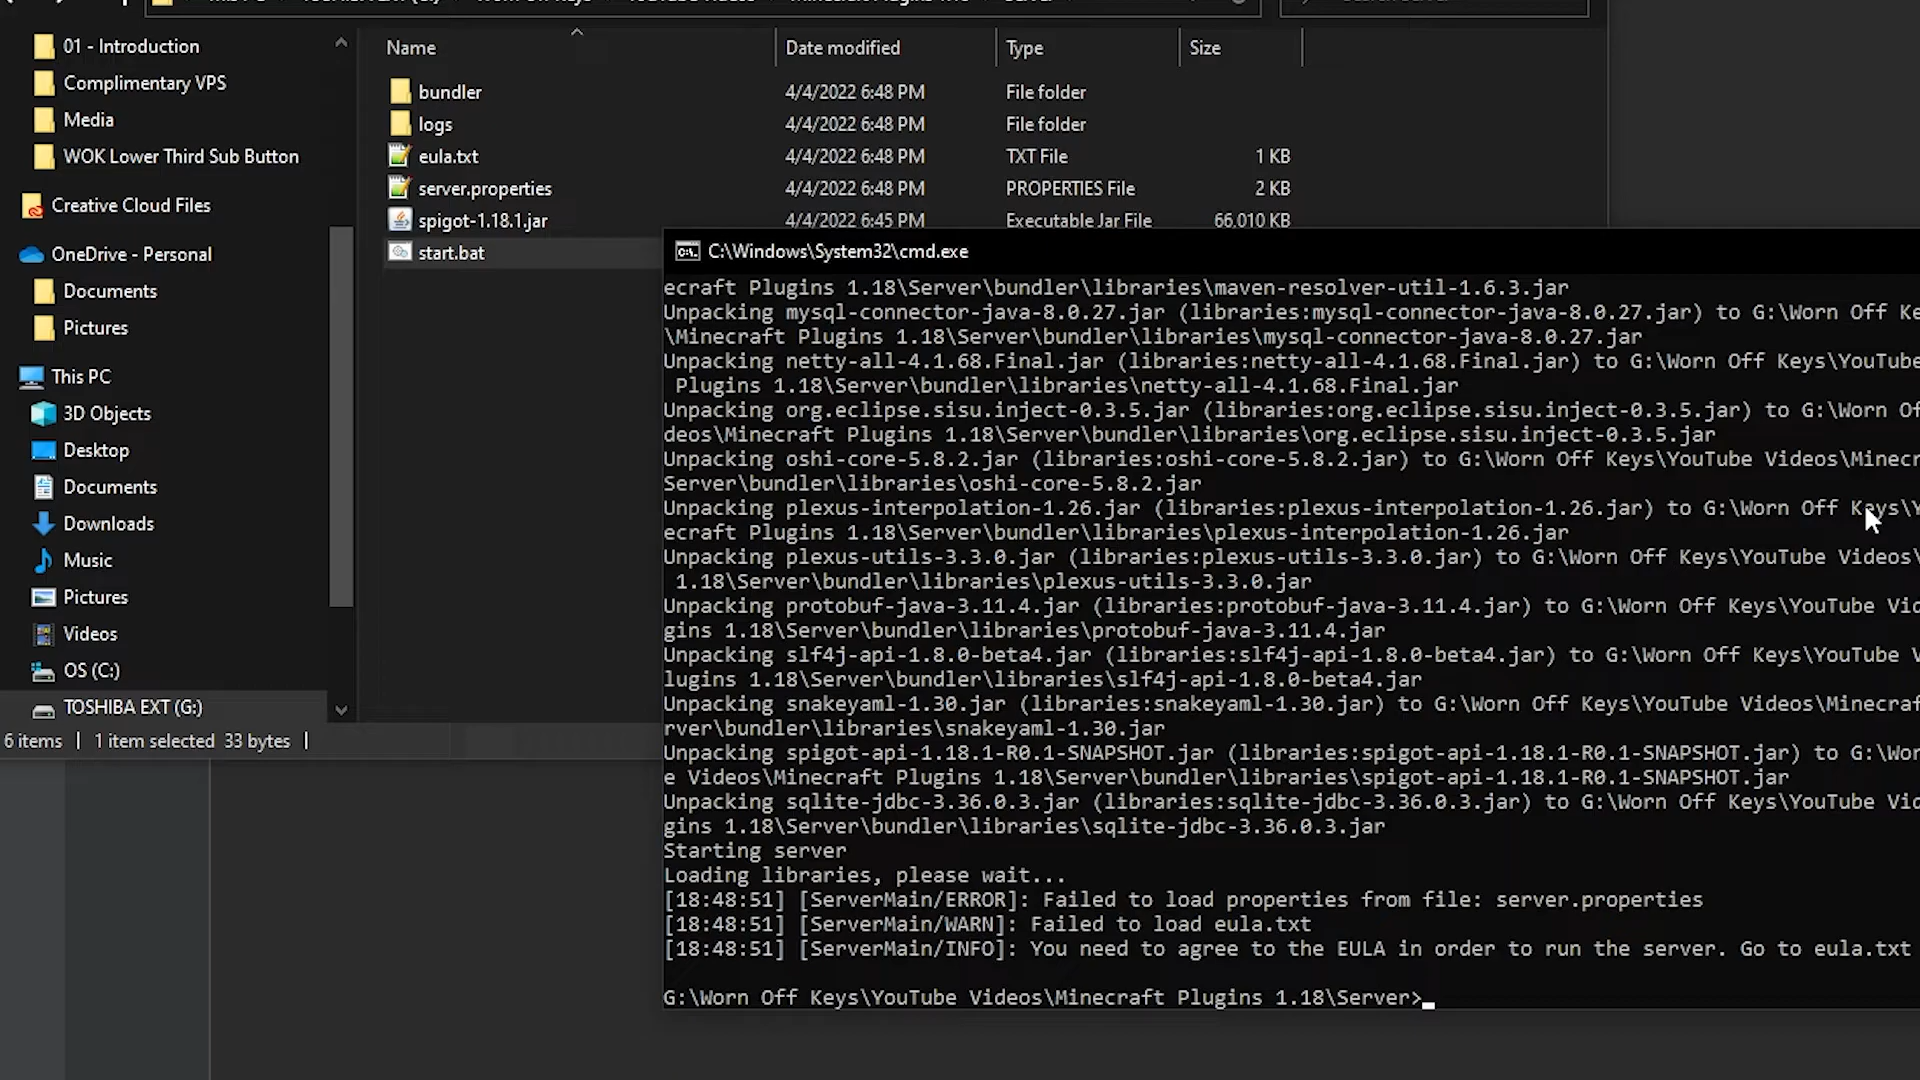 01 - Introduction
Complimentary VPS
Media
WOK Lower Third Sub Button
Creative Cloud Files
OneDrive - Personal
Documents
Pictures
This PC
3D Objects
Desktop
Documents
Downloads
Music
Pictures
Videos
OS (C:)
TOSHIBA EXT (G:)
6 items | 1 item selected 33 bytes |
Name Date modified Type Size
bundler 4/4/2022 6:48 PM File folder
logs 4/4/2022 6:48 PM File folder
eula.txt 4/4/2022 6:48 PM TXT File 1 KB
server.properties 4/4/2022 6:48 PM PROPERTIES File 2 KB
spigot-1.18.1.jar 4/4/2022 6:45 PM Executable Jar File 66,010 KB
start.bat
C:\Windows\System32\cmd.exe
ecraft Plugins 1.18\Server\bundler\libraries\maven-resolver-util-1.6.3.jar
Unpacking mysql-connector-java-8.0.27.jar (libraries:mysql-connector-java-8.0.27.jar) to G:\Worn Off Ke
\Minecraft Plugins 1.18\Server\bundler\libraries\mysql-connector-java-8.0.27.jar
Unpacking netty-all-4.1.68.Final.jar (libraries:netty-all-4.1.68.Final.jar) to G:\Worn Off Keys\YouTube
Plugins 1.18\Server\bundler\libraries\netty-all-4.1.68.Final.jar
Unpacking org.eclipse.sisu.inject-0.3.5.jar (libraries:org.eclipse.sisu.inject-0.3.5.jar) to G:\Worn Of
deos\Minecraft Plugins 1.18\Server\bundler\libraries\org.eclipse.sisu.inject-0.3.5.jar
Unpacking oshi-core-5.8.2.jar (libraries:oshi-core-5.8.2.jar) to G:\Worn Off Keys\YouTube Videos\Minecr
Server\bundler\libraries\oshi-core-5.8.2.jar
Unpacking plexus-interpolation-1.26.jar (libraries:plexus-interpolation-1.26.jar) to G:\Worn Off Keys\Y
ecraft Plugins 1.18\Server\bundler\libraries\plexus-interpolation-1.26.jar
Unpacking plexus-utils-3.3.0.jar (libraries:plexus-utils-3.3.0.jar) to G:\Worn Off Keys\YouTube Videos\
1.18\Server\bundler\libraries\plexus-utils-3.3.0.jar
Unpacking protobuf-java-3.11.4.jar (libraries:protobuf-java-3.11.4.jar) to G:\Worn Off Keys\YouTube Vid
gins 1.18\Server\bundler\libraries\protobuf-java-3.11.4.jar
Unpacking slf4j-api-1.8.0-beta4.jar (libraries:slf4j-api-1.8.0-beta4.jar) to G:\Worn Off Keys\YouTube V
lugins 1.18\Server\bundler\libraries\slf4j-api-1.8.0-beta4.jar
Unpacking snakeyaml-1.30.jar (libraries:snakeyaml-1.30.jar) to G:\Worn Off Keys\YouTube Videos\Minecraf
rver\bundler\libraries\snakeyaml-1.30.jar
Unpacking spigot-api-1.18.1-R0.1-SNAPSHOT.jar (libraries:spigot-api-1.18.1-R0.1-SNAPSHOT.jar) to G:\Wor
e Videos\Minecraft Plugins 1.18\Server\bundler\libraries\spigot-api-1.18.1-R0.1-SNAPSHOT.jar
Unpacking sqlite-jdbc-3.36.0.3.jar (libraries:sqlite-jdbc-3.36.0.3.jar) to G:\Worn Off Keys\YouTube Vid
gins 1.18\Server\bundler\libraries\sqlite-jdbc-3.36.0.3.jar
Starting server
Loading libraries, please wait...
[18:48:51] [ServerMain/ERROR]: Failed to load properties from file: server.properties
[18:48:51] [ServerMain/WARN]: Failed to load eula.txt
[18:48:51] [ServerMain/INFO]: You need to agree to the EULA in order to run the server. Go to eula.txt
G:\Worn Off Keys\YouTube Videos\Minecraft Plugins 1.18\Server>